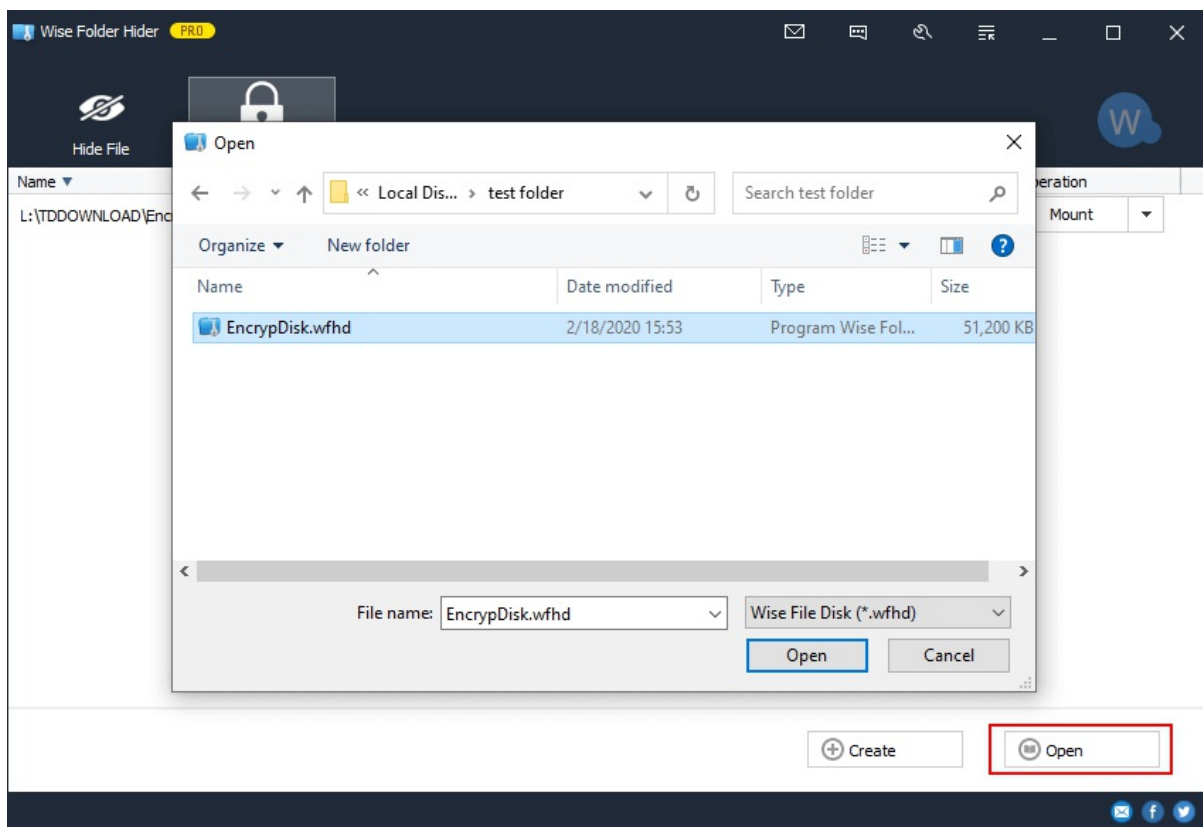 Wise Folder Hider PRO
W
Hide File
Open
« Local Dis... > test folder
Search test folder
Organize
New folder
?
Name
Date modified
Type
Size
EncrypDisk.wfhd
2/18/2020 15:53
Program Wise Fol...
51,200 KB
File name: EncrypDisk.wfhd
Wise File Disk (*.wfhd)
Open
Cancel
Name
peration
L:\TDDOWNLOAD\Enc
Mount
Create
Open
f